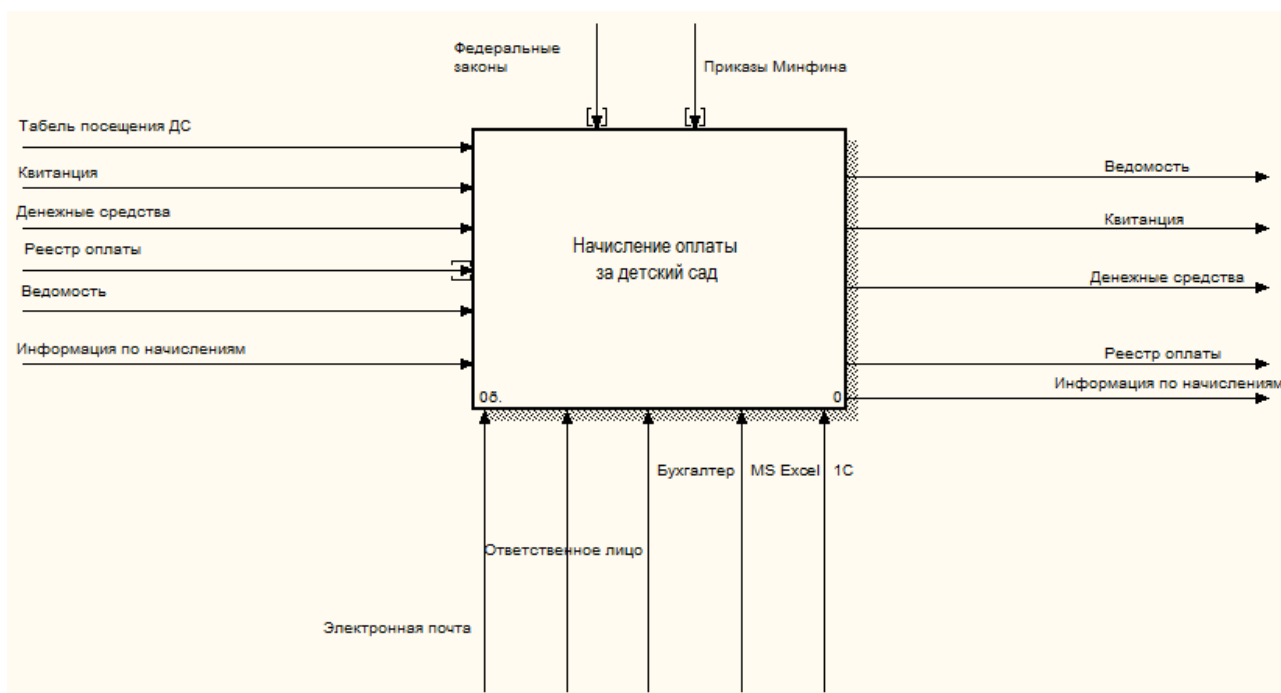 Федеральные
законы
Приказы Минфина
Табель посещения ДС
Квитанция
Денежные средства
Реестр оплаты
Ведомость
Информация по начислениям
Начисление оплаты
за детский сад
0б.
0
Ведомость
Квитанция
Денежные средства
Реестр оплаты
Информация по начислениям
Бухгалтер
MS Excel
1С
Ответственное лицо
Электронная почта